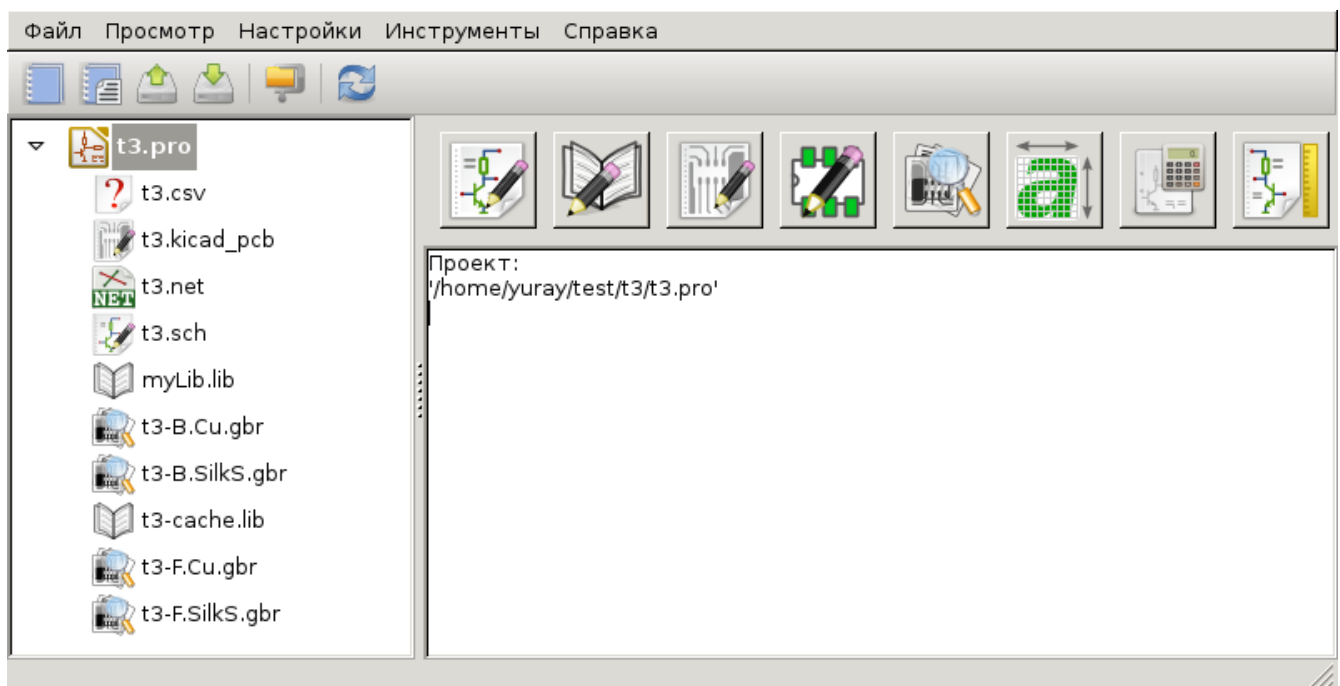 Файл Просмотр Настройки Инструменты Справка
t3.pro
t3.csv
t3.kicad_pcb
NET t3.net
t3.sch
myLib.lib
t3-B.Cu.gbr
t3-B.SilkS.gbr
t3-cache.lib
t3-F.Cu.gbr
t3-F.SilkS.gbr
a
Проект:
'/home/yuray/test/t3/t3.pro'